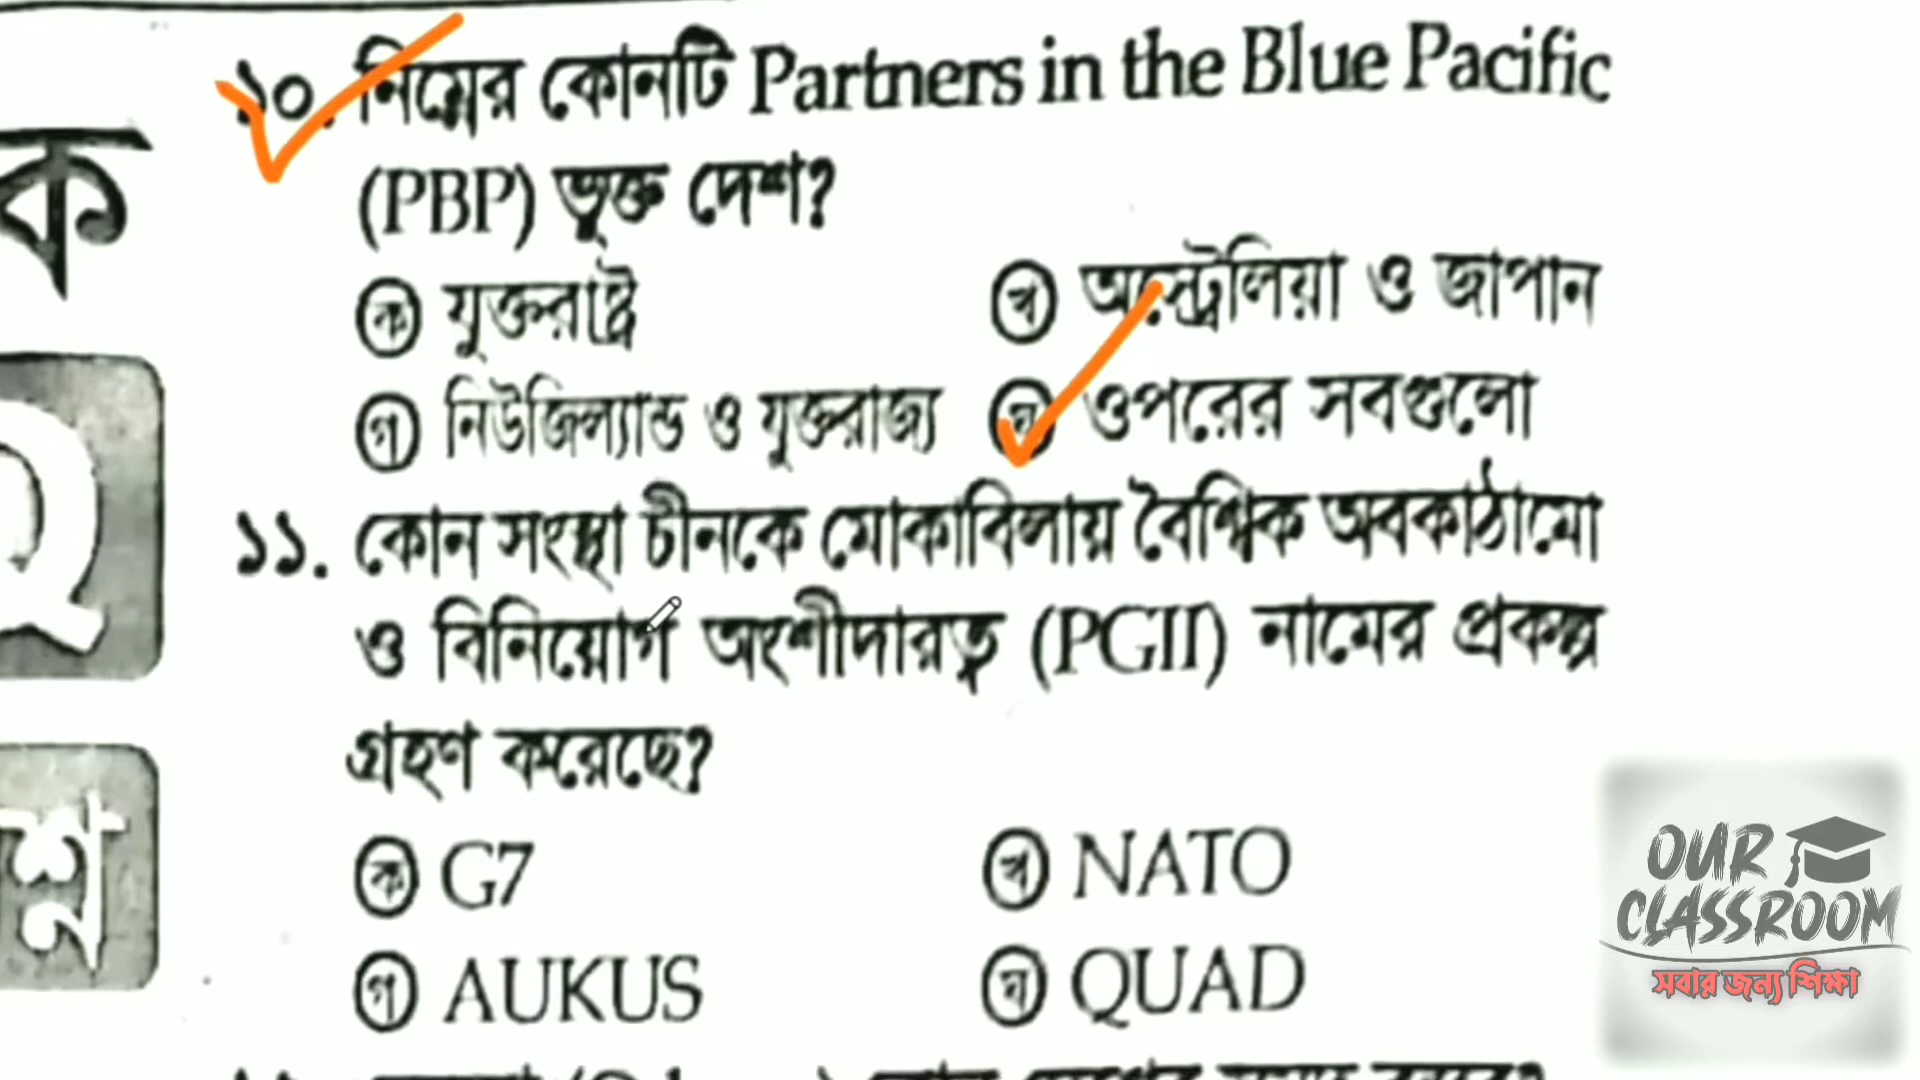 ১০. নিম্নের কোনটি Partners in the Blue Pacific
(PBP) ভুক্ত দেশ?
ক যুক্তরাষ্ট্র খ অস্ট্রেলিয়া ও জাপান
গ নিউজিল্যান্ড ও যুক্তরাজ্য ঘ ওপরের সবগুলো
১১. কোন সংস্থা চীনকে মোকাবিলায় বৈশ্বিক অবকাঠামো
ও বিনিয়োগ অংশীদারত্ব (PGII) নামের প্রকল্প
গ্রহণ করেছে?
ক G7 খ NATO
গ AUKUS ঘ QUAD
ক
Q
OUR
CLASSROOM
সবার জন্য শিক্ষা